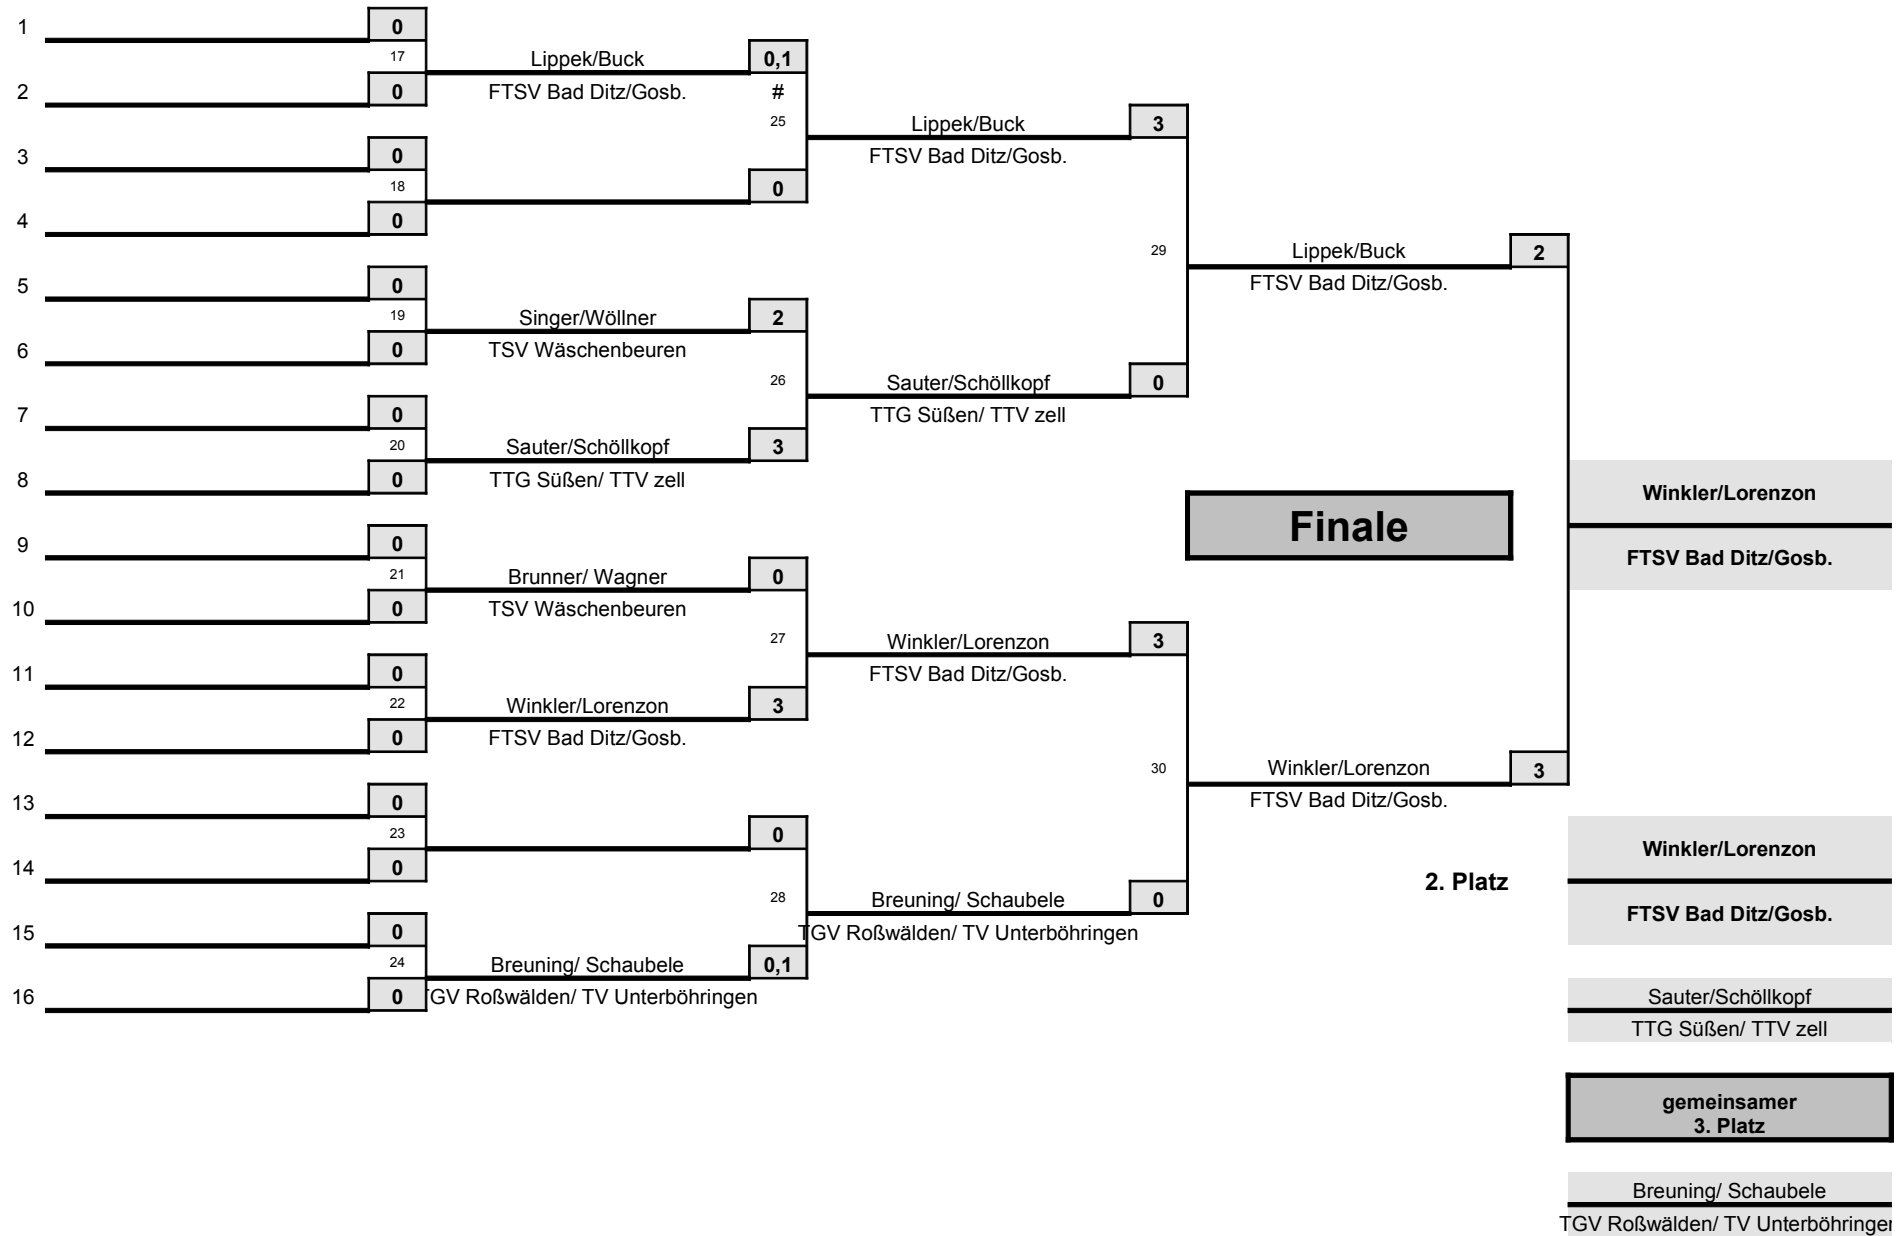 1 0
17 Lippek/Buck 0,1
2 0 FTSV Bad Ditz/Gosb. #
25 Lippek/Buck 3
3 0 FTSV Bad Ditz/Gosb.
18 0
4 0
29 Lippek/Buck 2
5 0 FTSV Bad Ditz/Gosb.
19 Singer/Wöllner 2
6 0 TSV Wäschenbeuren
26 Sauter/Schöllkopf 0
7 0 TTG Süßen/ TTV zell
20 Sauter/Schöllkopf 3
8 0 TTG Süßen/ TTV zell
Winkler/Lorenzon
Finale
9 0 FTSV Bad Ditz/Gosb.
21 Brunner/ Wagner 0
10 0 TSV Wäschenbeuren
27 Winkler/Lorenzon 3
11 0 FTSV Bad Ditz/Gosb.
22 Winkler/Lorenzon 3
12 0 FTSV Bad Ditz/Gosb.
30 Winkler/Lorenzon 3
13 0 FTSV Bad Ditz/Gosb.
23 0
14 0 Winkler/Lorenzon
2. Platz
28 Breuning/ Schaubele 0
15 0 TGV Roßwälden/ TV Unterböhringen FTSV Bad Ditz/Gosb.
24 Breuning/ Schaubele 0,1
16 0 GV Roßwälden/ TV Unterböhringen
Sauter/Schöllkopf
TTG Süßen/ TTV zell
gemeinsamer
3. Platz
Breuning/ Schaubele
TGV Roßwälden/ TV Unterböhringen